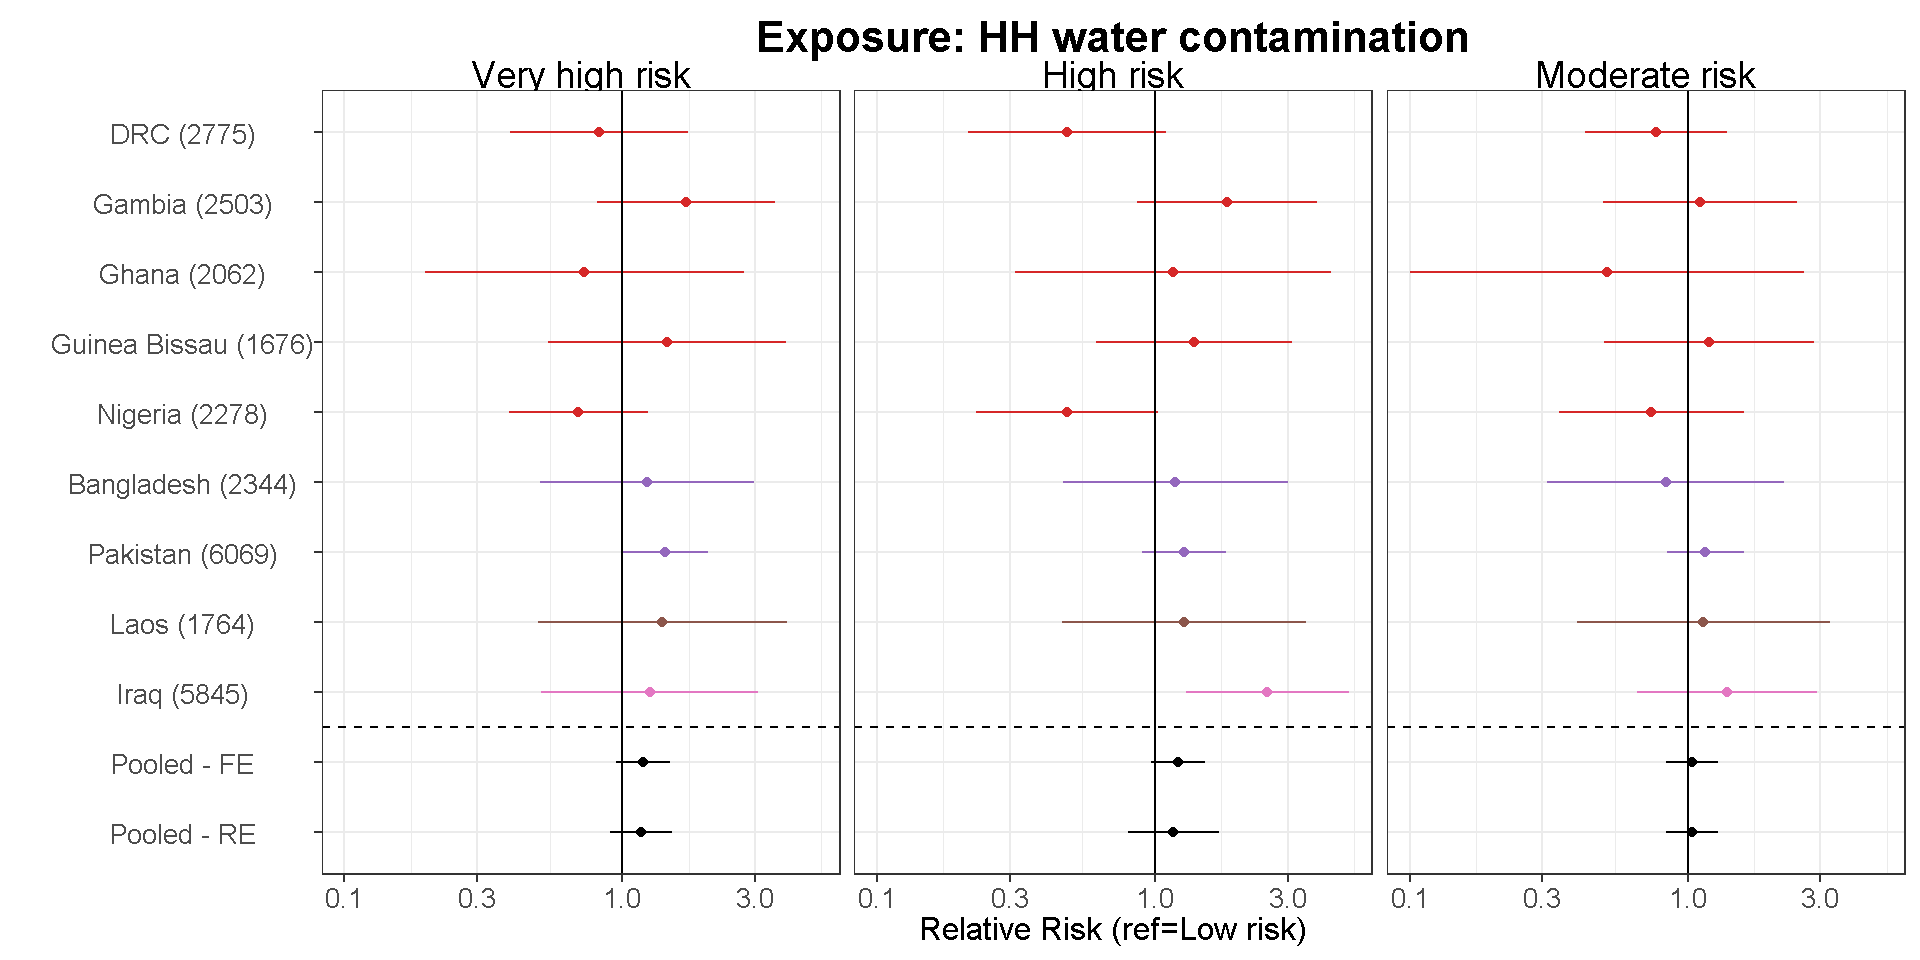 Exposure: HH water contamination
Very high risk High risk Moderate risk
DRC (2775)
Gambia (2503)
Ghana (2062)
Guinea Bissau (1676)
Nigeria (2278)
Bangladesh (2344)
Pakistan (6069)
Laos (1764)
Iraq (5845)
Pooled - FE
Pooled - RE
0.1 0.3 1.0 3.0 0.1 0.3 1.0 3.0 0.1 0.3 1.0 3.0
Relative Risk (ref=Low risk)